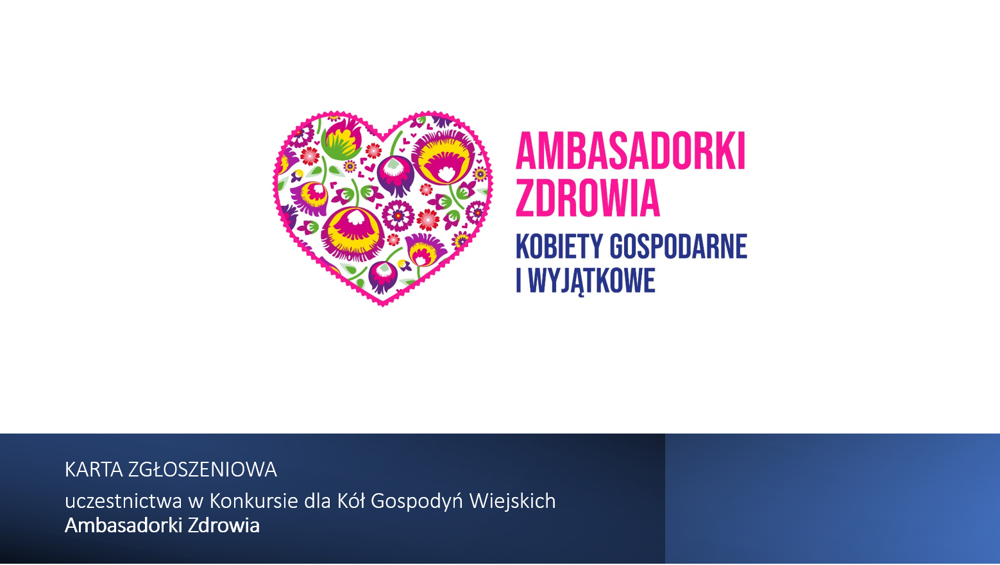 AMBASADORKI
ZDROWIA
KOBIETY GOSPODARNE
I WYJĄTKOWE
KARTA ZGŁOSZENIOWA
uczestnictwa w Konkursie dla Kół Gospodyń Wiejskich
Ambasadorki Zdrowia